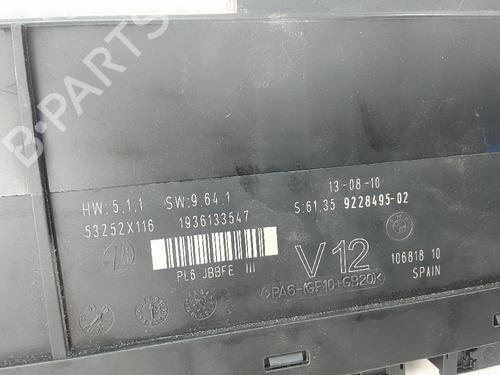 B-PARTS
13-08-10
HW:5,1,1 SW:9,64,1
S:61,35 9228495-02
53252X116 1936133547
V12
106818 10
SPAIN
PL6 JBBFE III
>PA6-(GF10+GB20)<